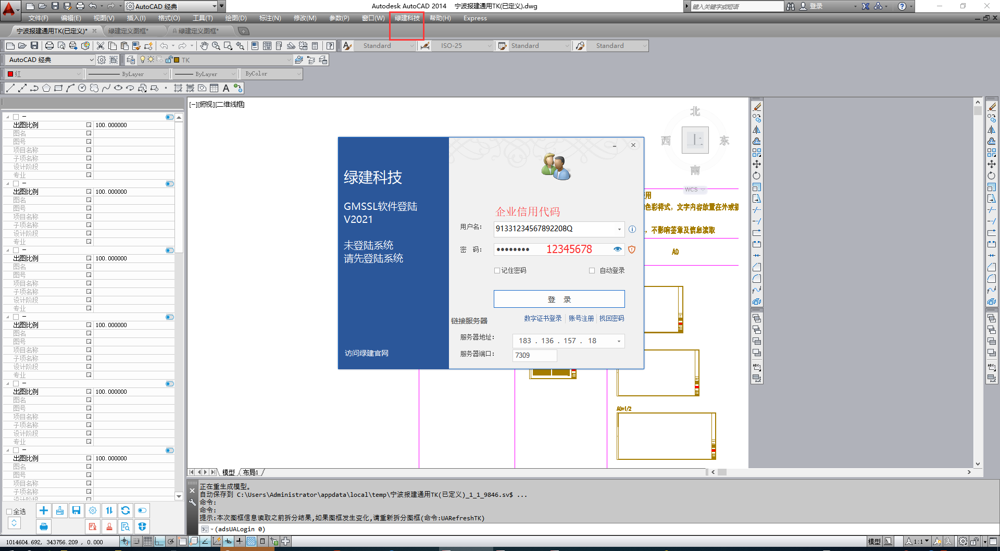 AutoCAD 经典
Autodesk AutoCAD 2014 宁波报建通用TK(已定义).dwg
键入关键字或短语
登录
文件(F) 编辑(E) 视图(V) 插入(I) 格式(O) 工具(T) 绘图(D) 标注(N) 修改(M) 参数(P) 窗口(W) 绿建科技 帮助(H) Express
宁波报建通用TK(已定义)* 绿建定义图框* 绿建定义图框*
Standard ISO-25 Standard Standard
AutoCAD 经典 TK
红 ByLayer ByLayer ByColor
[−][俯视][二维线框]
出图比例 100.000000
图名
图号
项目名称
子项名称
设计阶段
专业
出图比例 100.000000
图名
图号
项目名称
子项名称
设计阶段
专业
出图比例 100.000000
图名
图号
项目名称
子项名称
设计阶段
专业
出图比例 100.000000
图名
图号
项目名称
子项名称
设计阶段
专业
出图比例 100.000000
图名
图号
项目名称
子项名称
设计阶段
专业
出图比例 100.000000
图名
图号
项目名称
子项名称
设计阶段
全选
绿建科技
GMSSL软件登陆
V2021
未登陆系统
请先登陆系统
访问绿建官网
企业信用代码
用户名: 91331234567892208Q
密 码: ●●●●●●●● 12345678
记住密码 自动登录
登 录
数字证书登录 账号注册 找回密码
链接服务器
服务器地址: 183 . 136 . 157 . 18
服务器端口: 7309
北
西 上 东
南
WCS
用
色彩样式，文字内容放置在外或
，不影响签章及信息读取
A0
A0+1/2
ABC
ABC
模型 布局1
正在重生成模型。
自动保存到 C:\Users\Administrator\appdata\local\temp\宁波报建通用TK(已定义)_1_1_9846.sv$ ...
命令:
命令:
提示:本次图框信息读取之前拆分结果,如果图框发生变化,请重新拆分图框(命令:UARefreshTK)
(adsUALogin 0)
1014604.692, 343756.209 , 0.000
模型 1:1